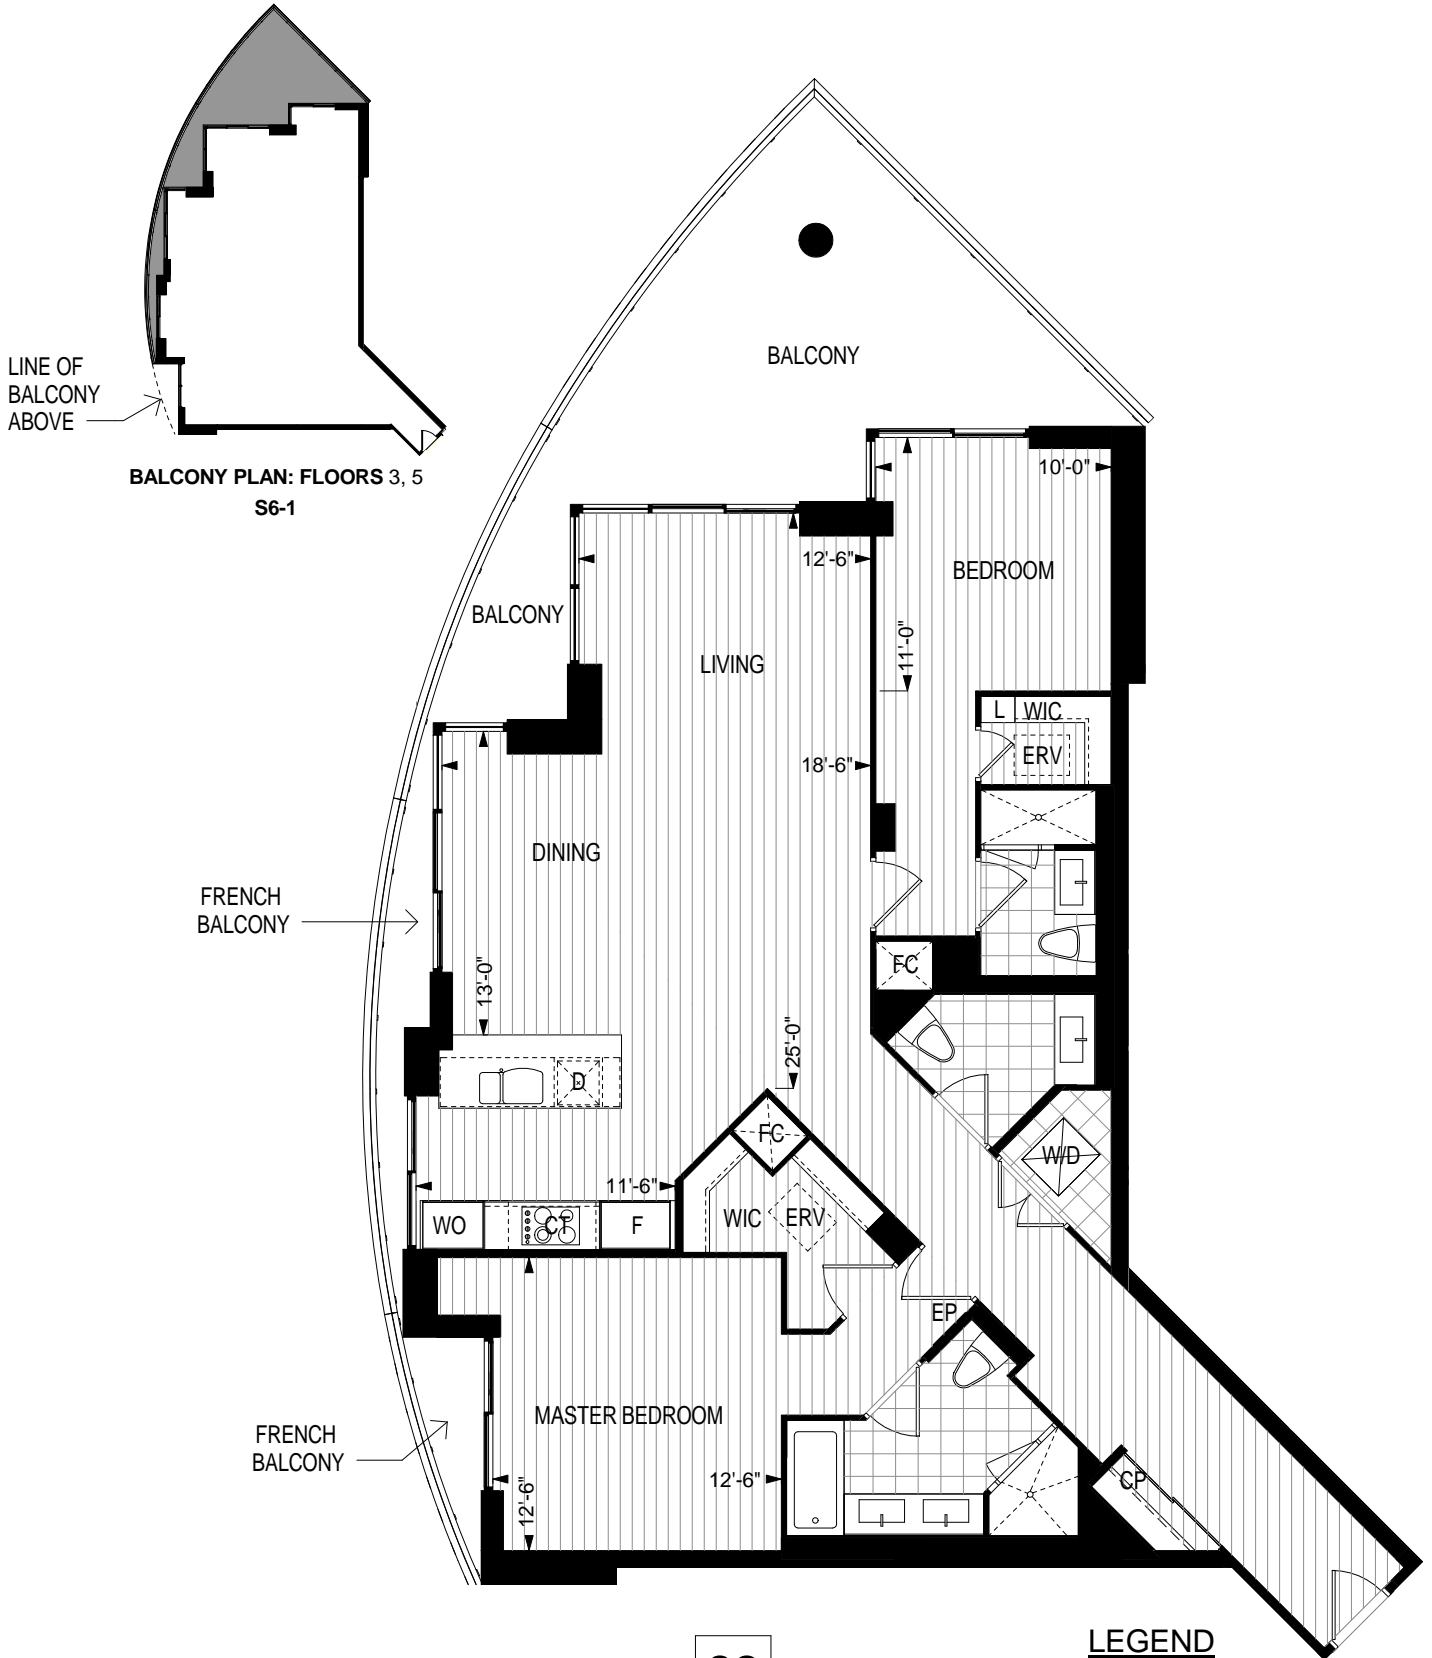 LINE OF
BALCONY
ABOVE
BALCONY PLAN: FLOORS 3, 5
S6-1
BALCONY
10'-0"
12'-6"
BEDROOM
BALCONY
11'-0"
LIVING
L WIC
ERV
18'-6"
DINING
FRENCH
BALCONY
FC
13'-0"
25'-0"
D
FC
W/D
11'-6"
WO
CT
F
WIC
ERV
EP
MASTER BEDROOM
FRENCH
BALCONY
12'-6"
12'-6"
CP
LEGEND